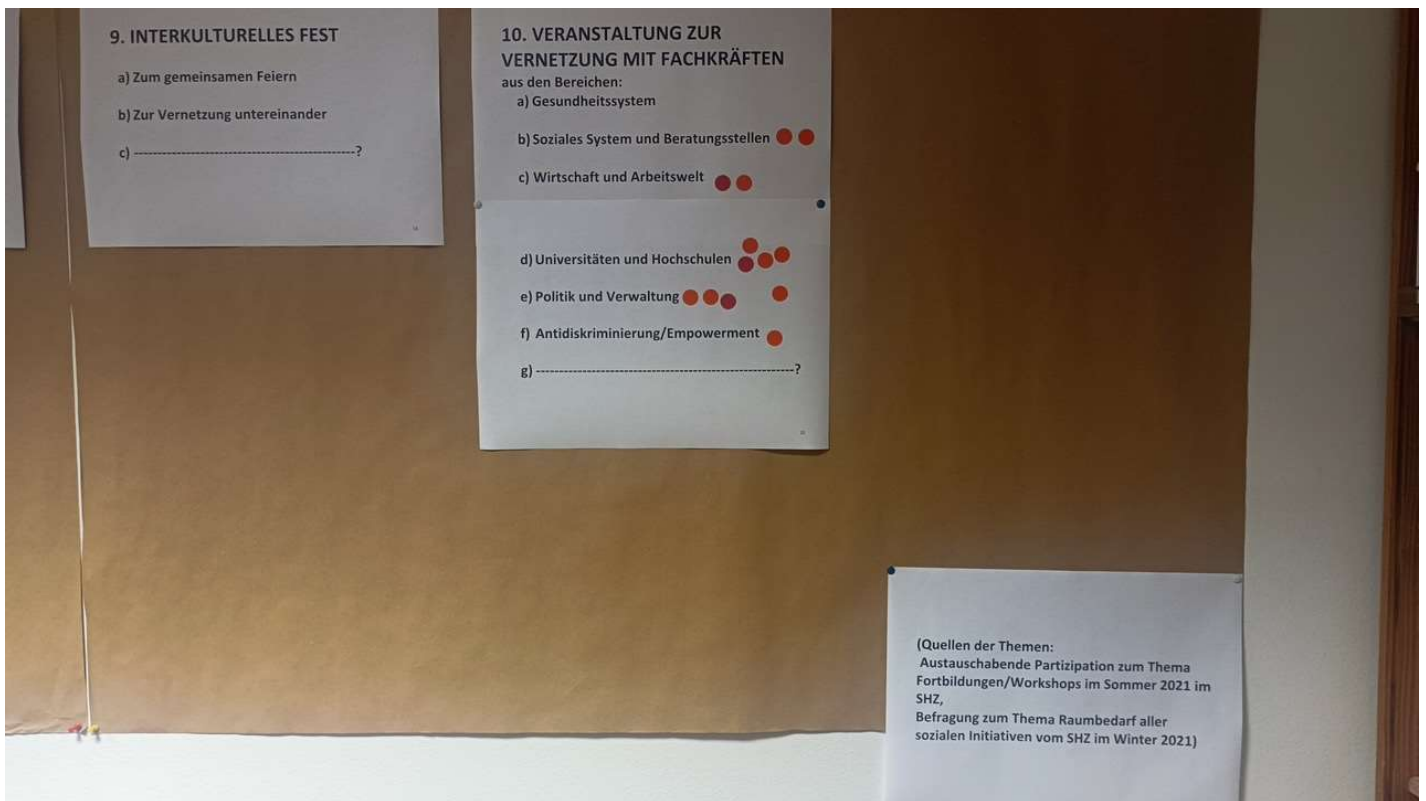 9. INTERKULTURELLES FEST
a) Zum gemeinsamen Feiern
b) Zur Vernetzung untereinander
c) ------------------------------------------------?
10. VERANSTALTUNG ZUR
VERNETZUNG MIT FACHKRÄFTEN
aus den Bereichen:
a) Gesundheitssystem
b) Soziales System und Beratungsstellen
c) Wirtschaft und Arbeitswelt
d) Universitäten und Hochschulen
e) Politik und Verwaltung
f) Antidiskriminierung/Empowerment
g) --------------------------------------------------------?
(Quellen der Themen:
Austauschabende Partizipation zum Thema
Fortbildungen/Workshops im Sommer 2021 im
SHZ,
Befragung zum Thema Raumbedarf aller
sozialen Initiativen vom SHZ im Winter 2021)